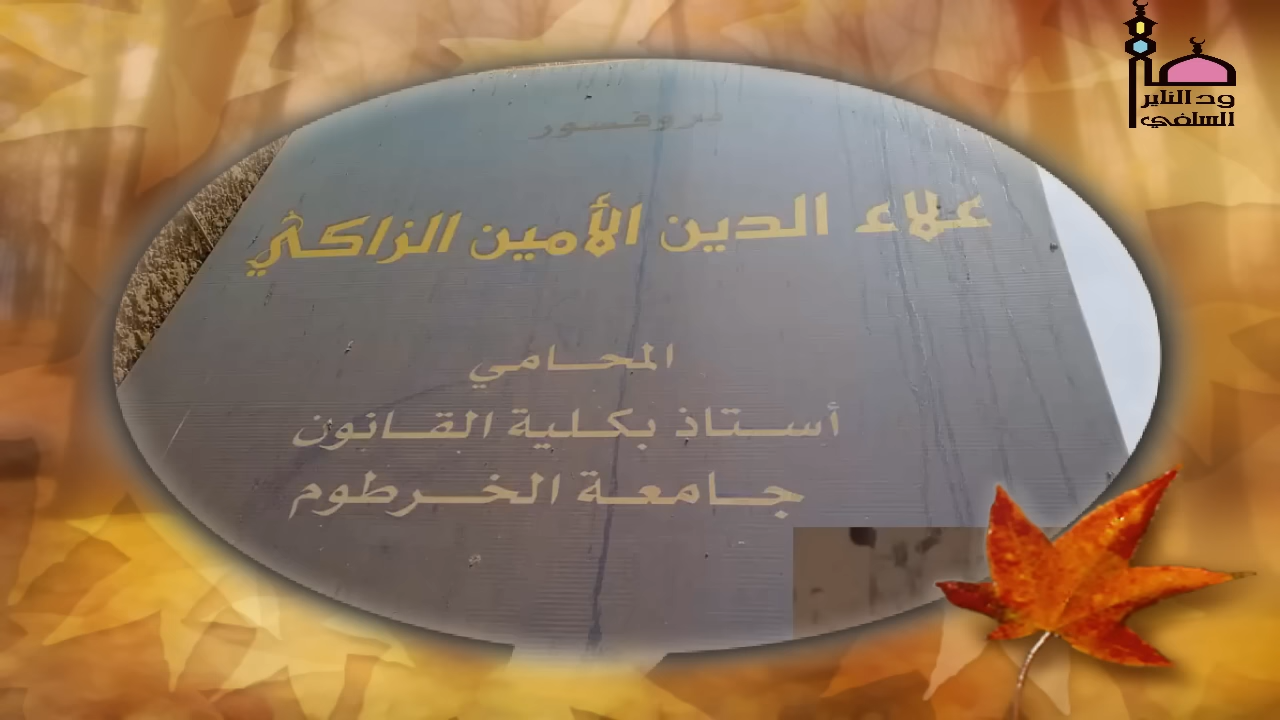 ود الناير
السلفي
بروفسور
علاء الدين الأمين الزاكي
المحامي
أستاذ بكلية القانون
جامعة الخرطوم